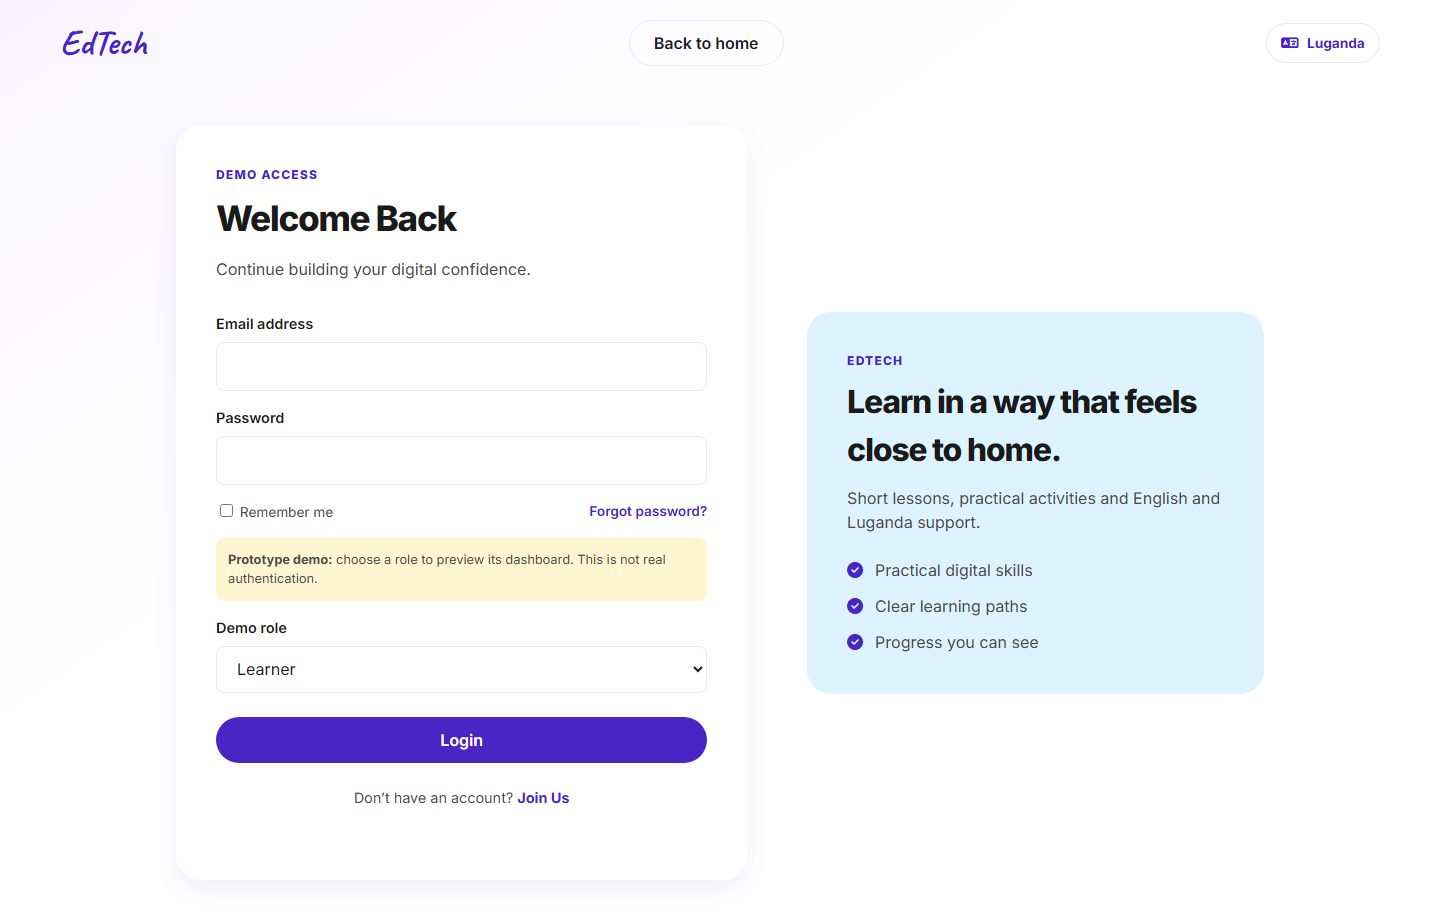 EdTech
Back to home
Luganda
DEMO ACCESS
Welcome Back
Continue building your digital confidence.
Email address
Password
Remember me
Forgot password?
Prototype demo: choose a role to preview its dashboard. This is not real
authentication.
Demo role
Learner
Login
Don’t have an account? Join Us
EDTECH
Learn in a way that feels
close to home.
Short lessons, practical activities and English and
Luganda support.
Practical digital skills
Clear learning paths
Progress you can see